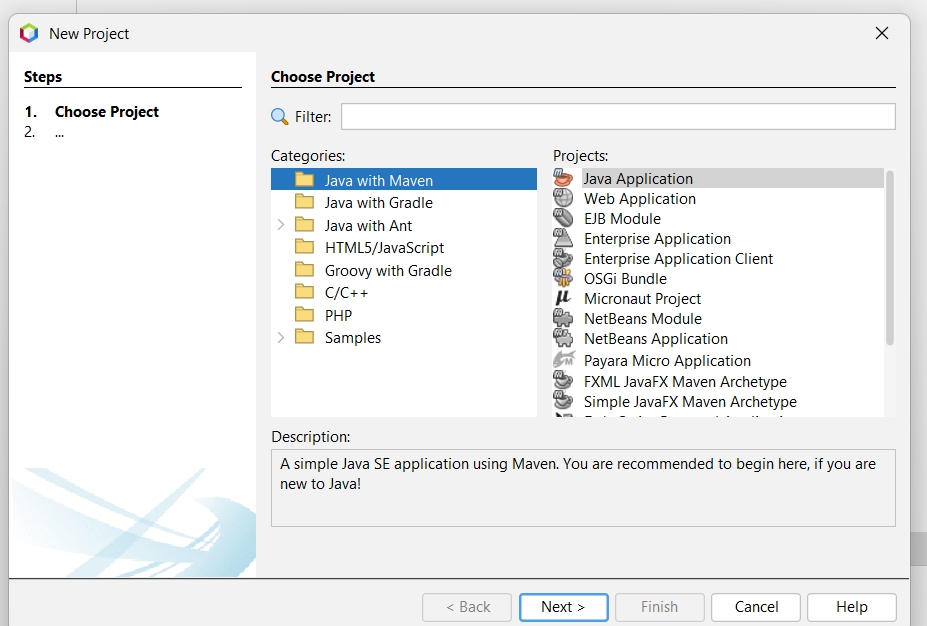 New Project
Steps
1. Choose Project
2. ...
Choose Project
Filter:
Categories:
Java with Maven
Java with Gradle
Java with Ant
HTML5/JavaScript
Groovy with Gradle
C/C++
PHP
Samples
Projects:
Java Application
Web Application
EJB Module
Enterprise Application
Enterprise Application Client
OSGi Bundle
Micronaut Project
NetBeans Module
NetBeans Application
Payara Micro Application
FXML JavaFX Maven Archetype
Simple JavaFX Maven Archetype
Description:
A simple Java SE application using Maven. You are recommended to begin here, if you are
new to Java!
< Back
Next >
Finish
Cancel
Help